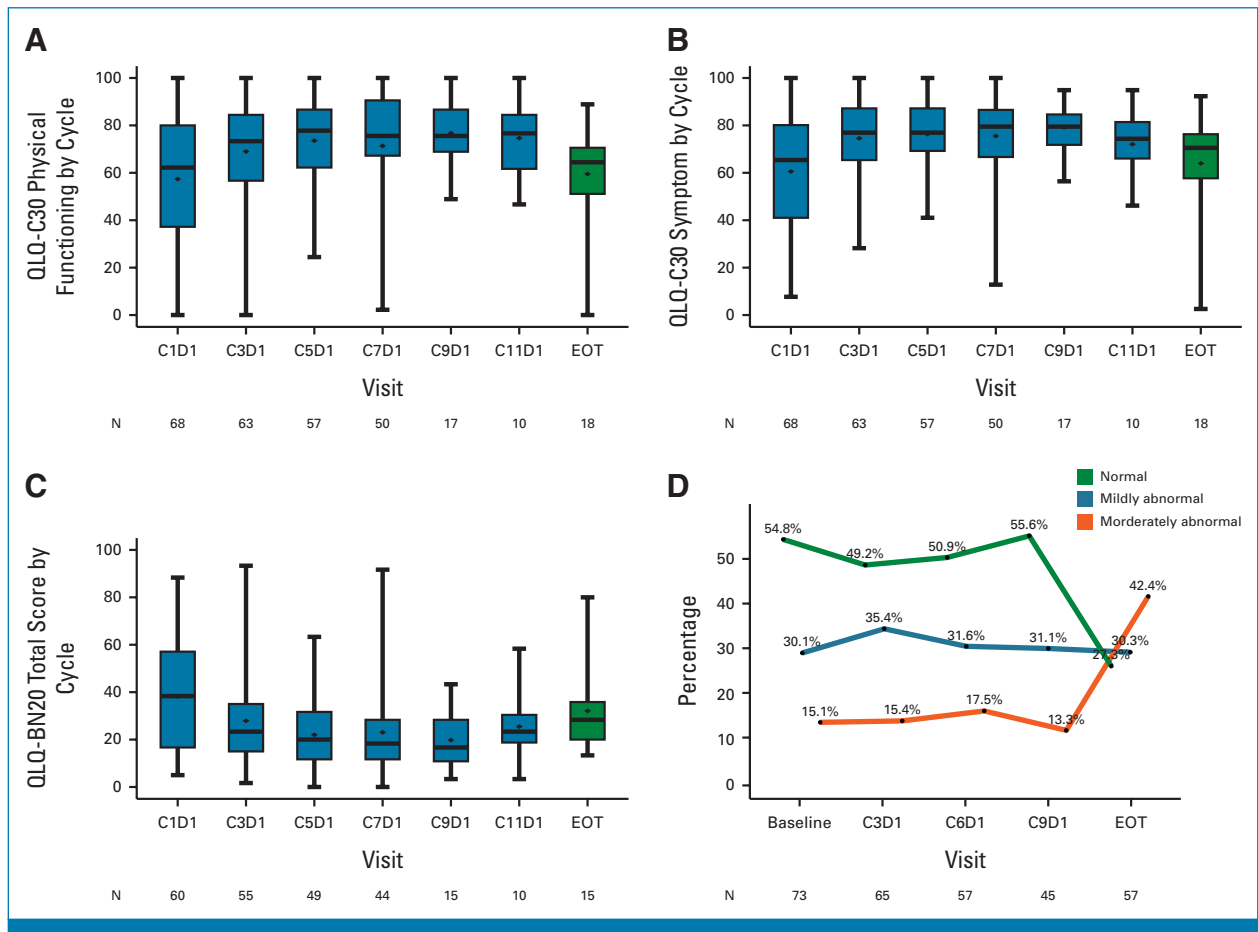 A
QLQ-C30 Physical
Functioning by Cycle
100
80
60
40
20
0
C1D1 C3D1 C5D1 C7D1 C9D1 C11D1 EOT
Visit
N 68 63 57 50 17 10 18
B
QLQ-C30 Symptom by Cycle
100
80
60
40
20
0
C1D1 C3D1 C5D1 C7D1 C9D1 C11D1 EOT
Visit
N 68 63 57 50 17 10 18
C
QLQ-BN20 Total Score by
Cycle
100
80
60
40
20
0
C1D1 C3D1 C5D1 C7D1 C9D1 C11D1 EOT
Visit
N 60 55 49 44 15 10 15
D
Normal
Mildly abnormal
Morderately abnormal
Percentage
50
40
30
20
10
0
54.8% 49.2% 50.9% 55.6% 27.3%
30.1% 35.4% 31.6% 31.1% 30.3%
15.1% 15.4% 17.5% 13.3% 42.4%
Baseline C3D1 C6D1 C9D1 EOT
Visit
N 73 65 57 45 57